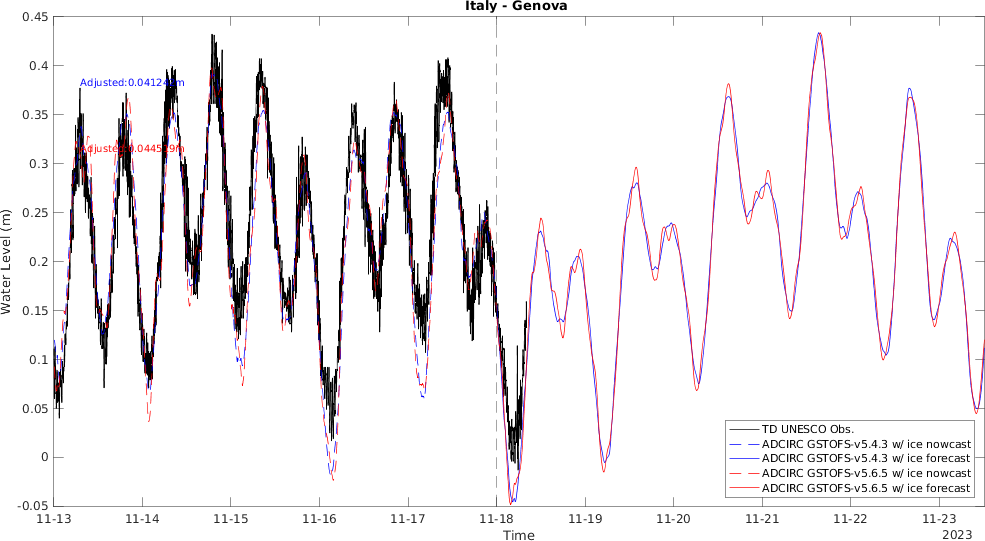 Italy - Genova
0.45
0.4
0.35
0.3
0.25
0.2
0.15
0.1
0.05
0
-0.05
Water Level (m)
Adjusted:
Adjusted:
11-13 11-14 11-15 11-16 11-17 11-18 11-19 11-20 11-21 11-22 11-23
Time
2023
TD UNESCO Obs.
ADCIRC GSTOFS-v5.4.3 w/ ice nowcast
ADCIRC GSTOFS-v5.4.3 w/ ice forecast
ADCIRC GSTOFS-v5.6.5 w/ ice nowcast
ADCIRC GSTOFS-v5.6.5 w/ ice forecast